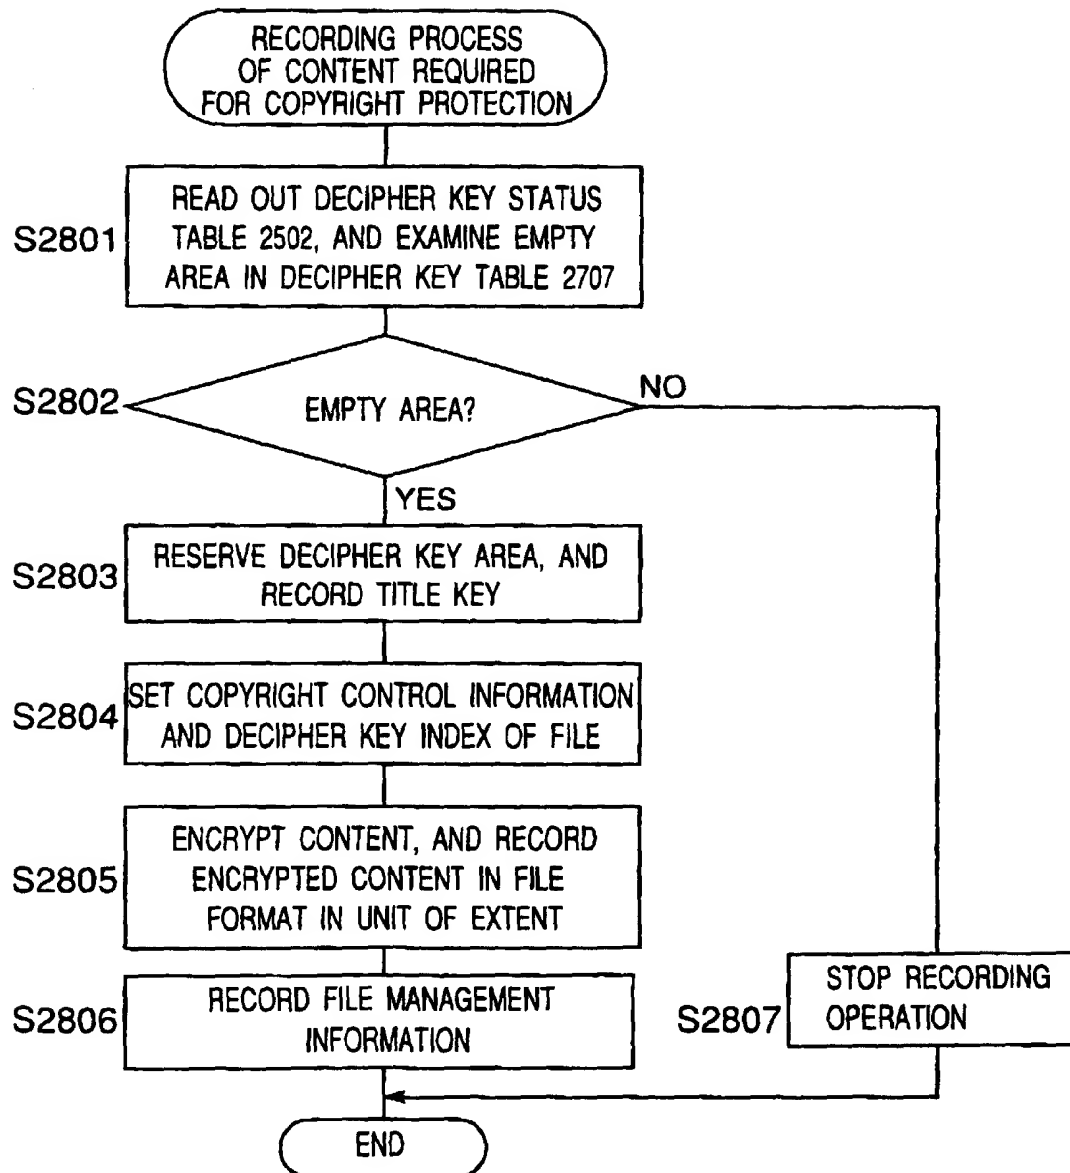 RECORDING PROCESS
OF CONTENT REQUIRED
FOR COPYRIGHT PROTECTION
S2801
READ OUT DECIPHER KEY STATUS
TABLE 2502, AND EXAMINE EMPTY
AREA IN DECIPHER KEY TABLE 2707
S2802
EMPTY AREA?
NO
YES
S2803
RESERVE DECIPHER KEY AREA, AND
RECORD TITLE KEY
S2804
SET COPYRIGHT CONTROL INFORMATION
AND DECIPHER KEY INDEX OF FILE
S2805
ENCRYPT CONTENT, AND RECORD
ENCRYPTED CONTENT IN FILE
FORMAT IN UNIT OF EXTENT
S2806
RECORD FILE MANAGEMENT
INFORMATION
S2807
STOP RECORDING
OPERATION
END